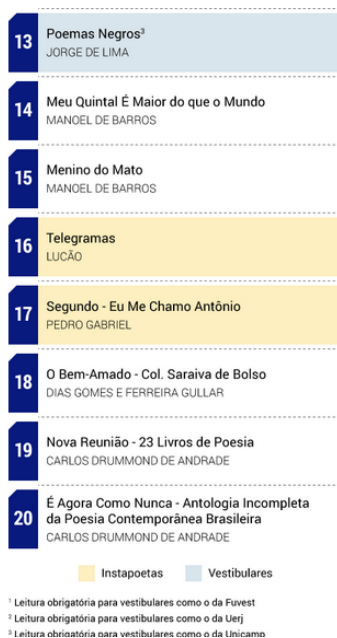 13
Poemas Negros³
JORGE DE LIMA
14
Meu Quintal É Maior do que o Mundo
MANOEL DE BARROS
15
Menino do Mato
MANOEL DE BARROS
16
Telegramas
LUCÃO
17
Segundo - Eu Me Chamo Antônio
PEDRO GABRIEL
18
O Bem-Amado - Col. Saraiva de Bolso
DIAS GOMES E FERREIRA GULLAR
19
Nova Reunião - 23 Livros de Poesia
CARLOS DRUMMOND DE ANDRADE
20
É Agora Como Nunca - Antologia Incompleta
da Poesia Contemporânea Brasileira
CARLOS DRUMMOND DE ANDRADE
Instapoetas Vestibulares
¹ Leitura obrigatória para vestibulares como o da Fuvest
² Leitura obrigatória para vestibulares como o da Uerj
³ Leitura obrigatória para vestibulares como o da Unicamp